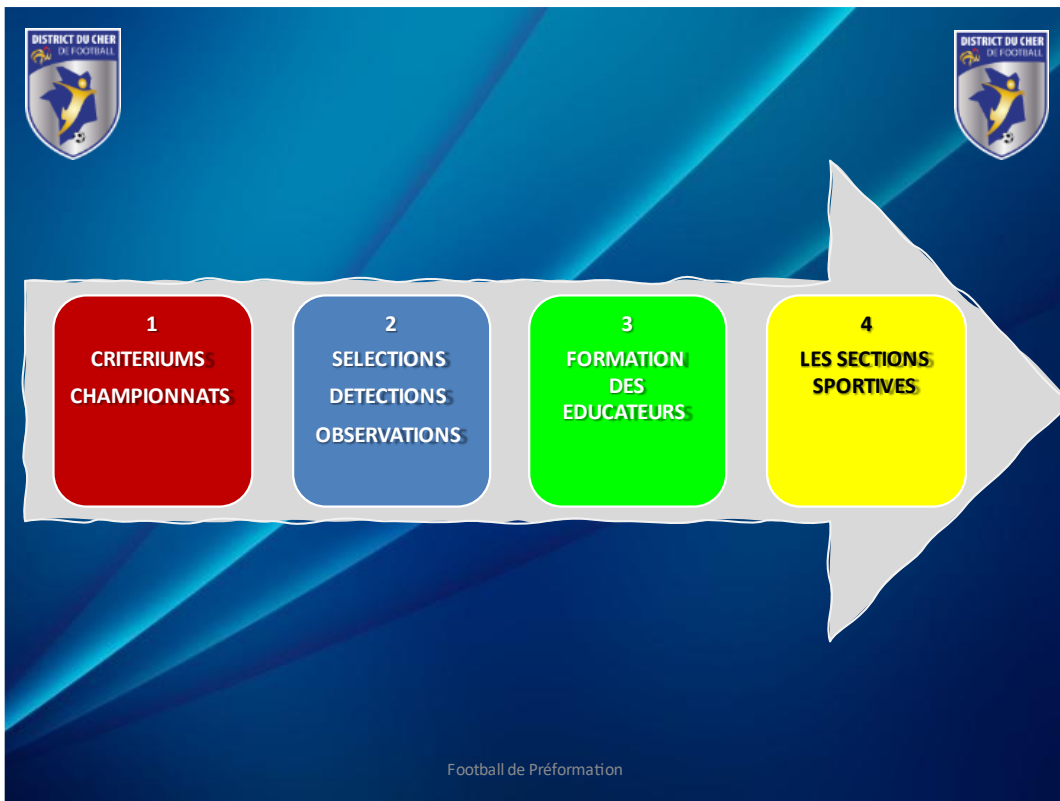 DISTRICT DU CHER
DE FOOTBALL
DISTRICT DU CHER
DE FOOTBALL
1
CRITERIUMS
CHAMPIONNATS
2
SELECTIONS
DETECTIONS
OBSERVATIONS
3
FORMATION
DES
EDUCATEURS
4
LES SECTIONS
SPORTIVES
Football de Préformation